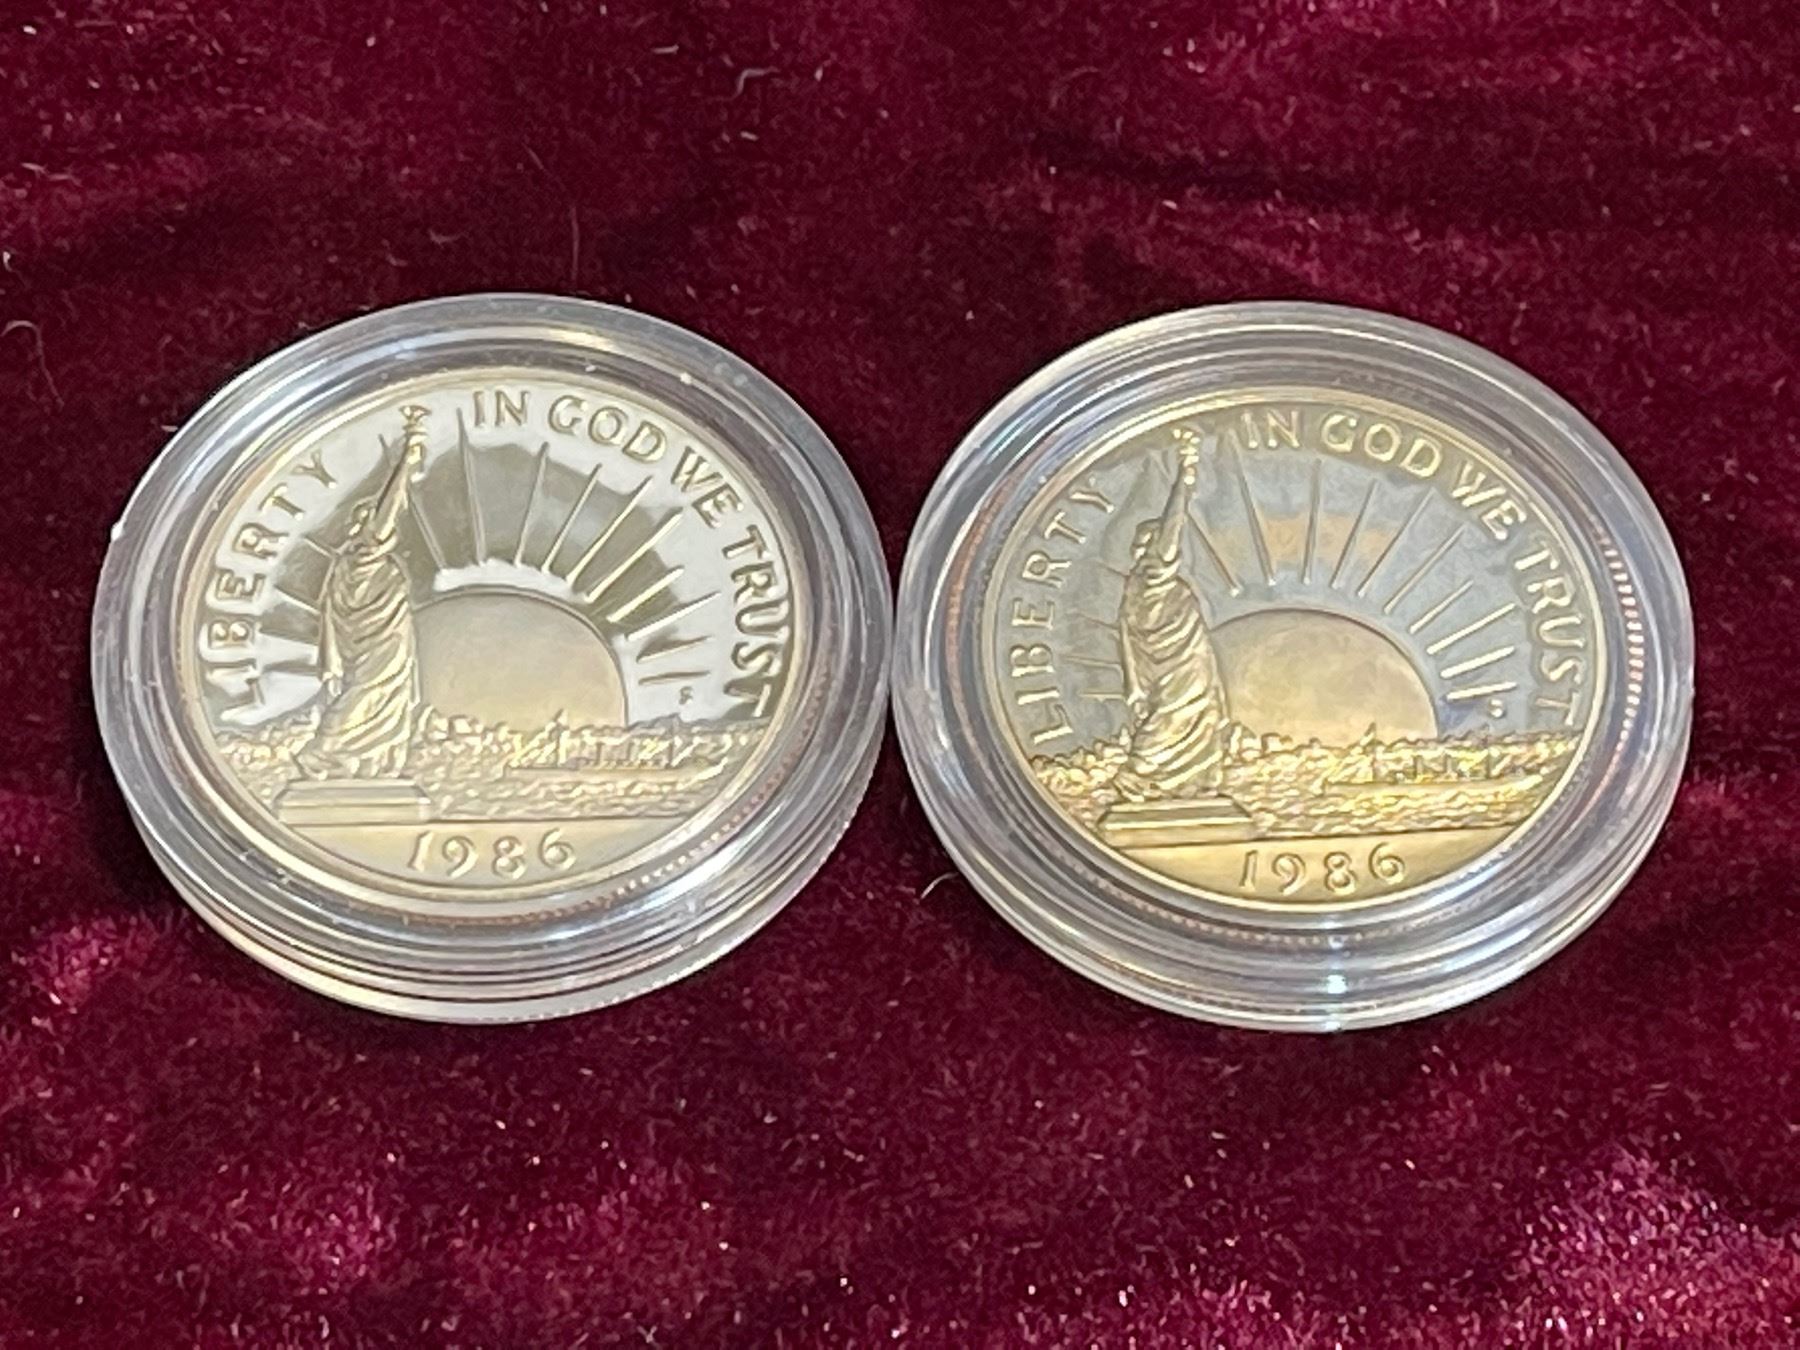 LIBERTY
IN GOD WE TRUST
S
1986
LIBERTY
IN GOD WE TRUST
1986